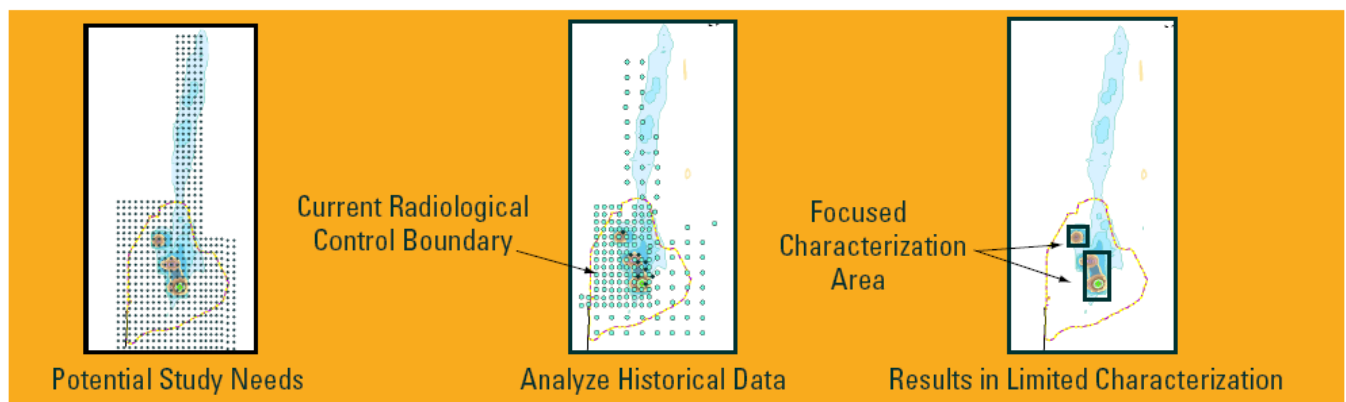 Current Radiological
Control Boundary
Focused
Characterization
Area
Potential Study Needs
Analyze Historical Data
Results in Limited Characterization